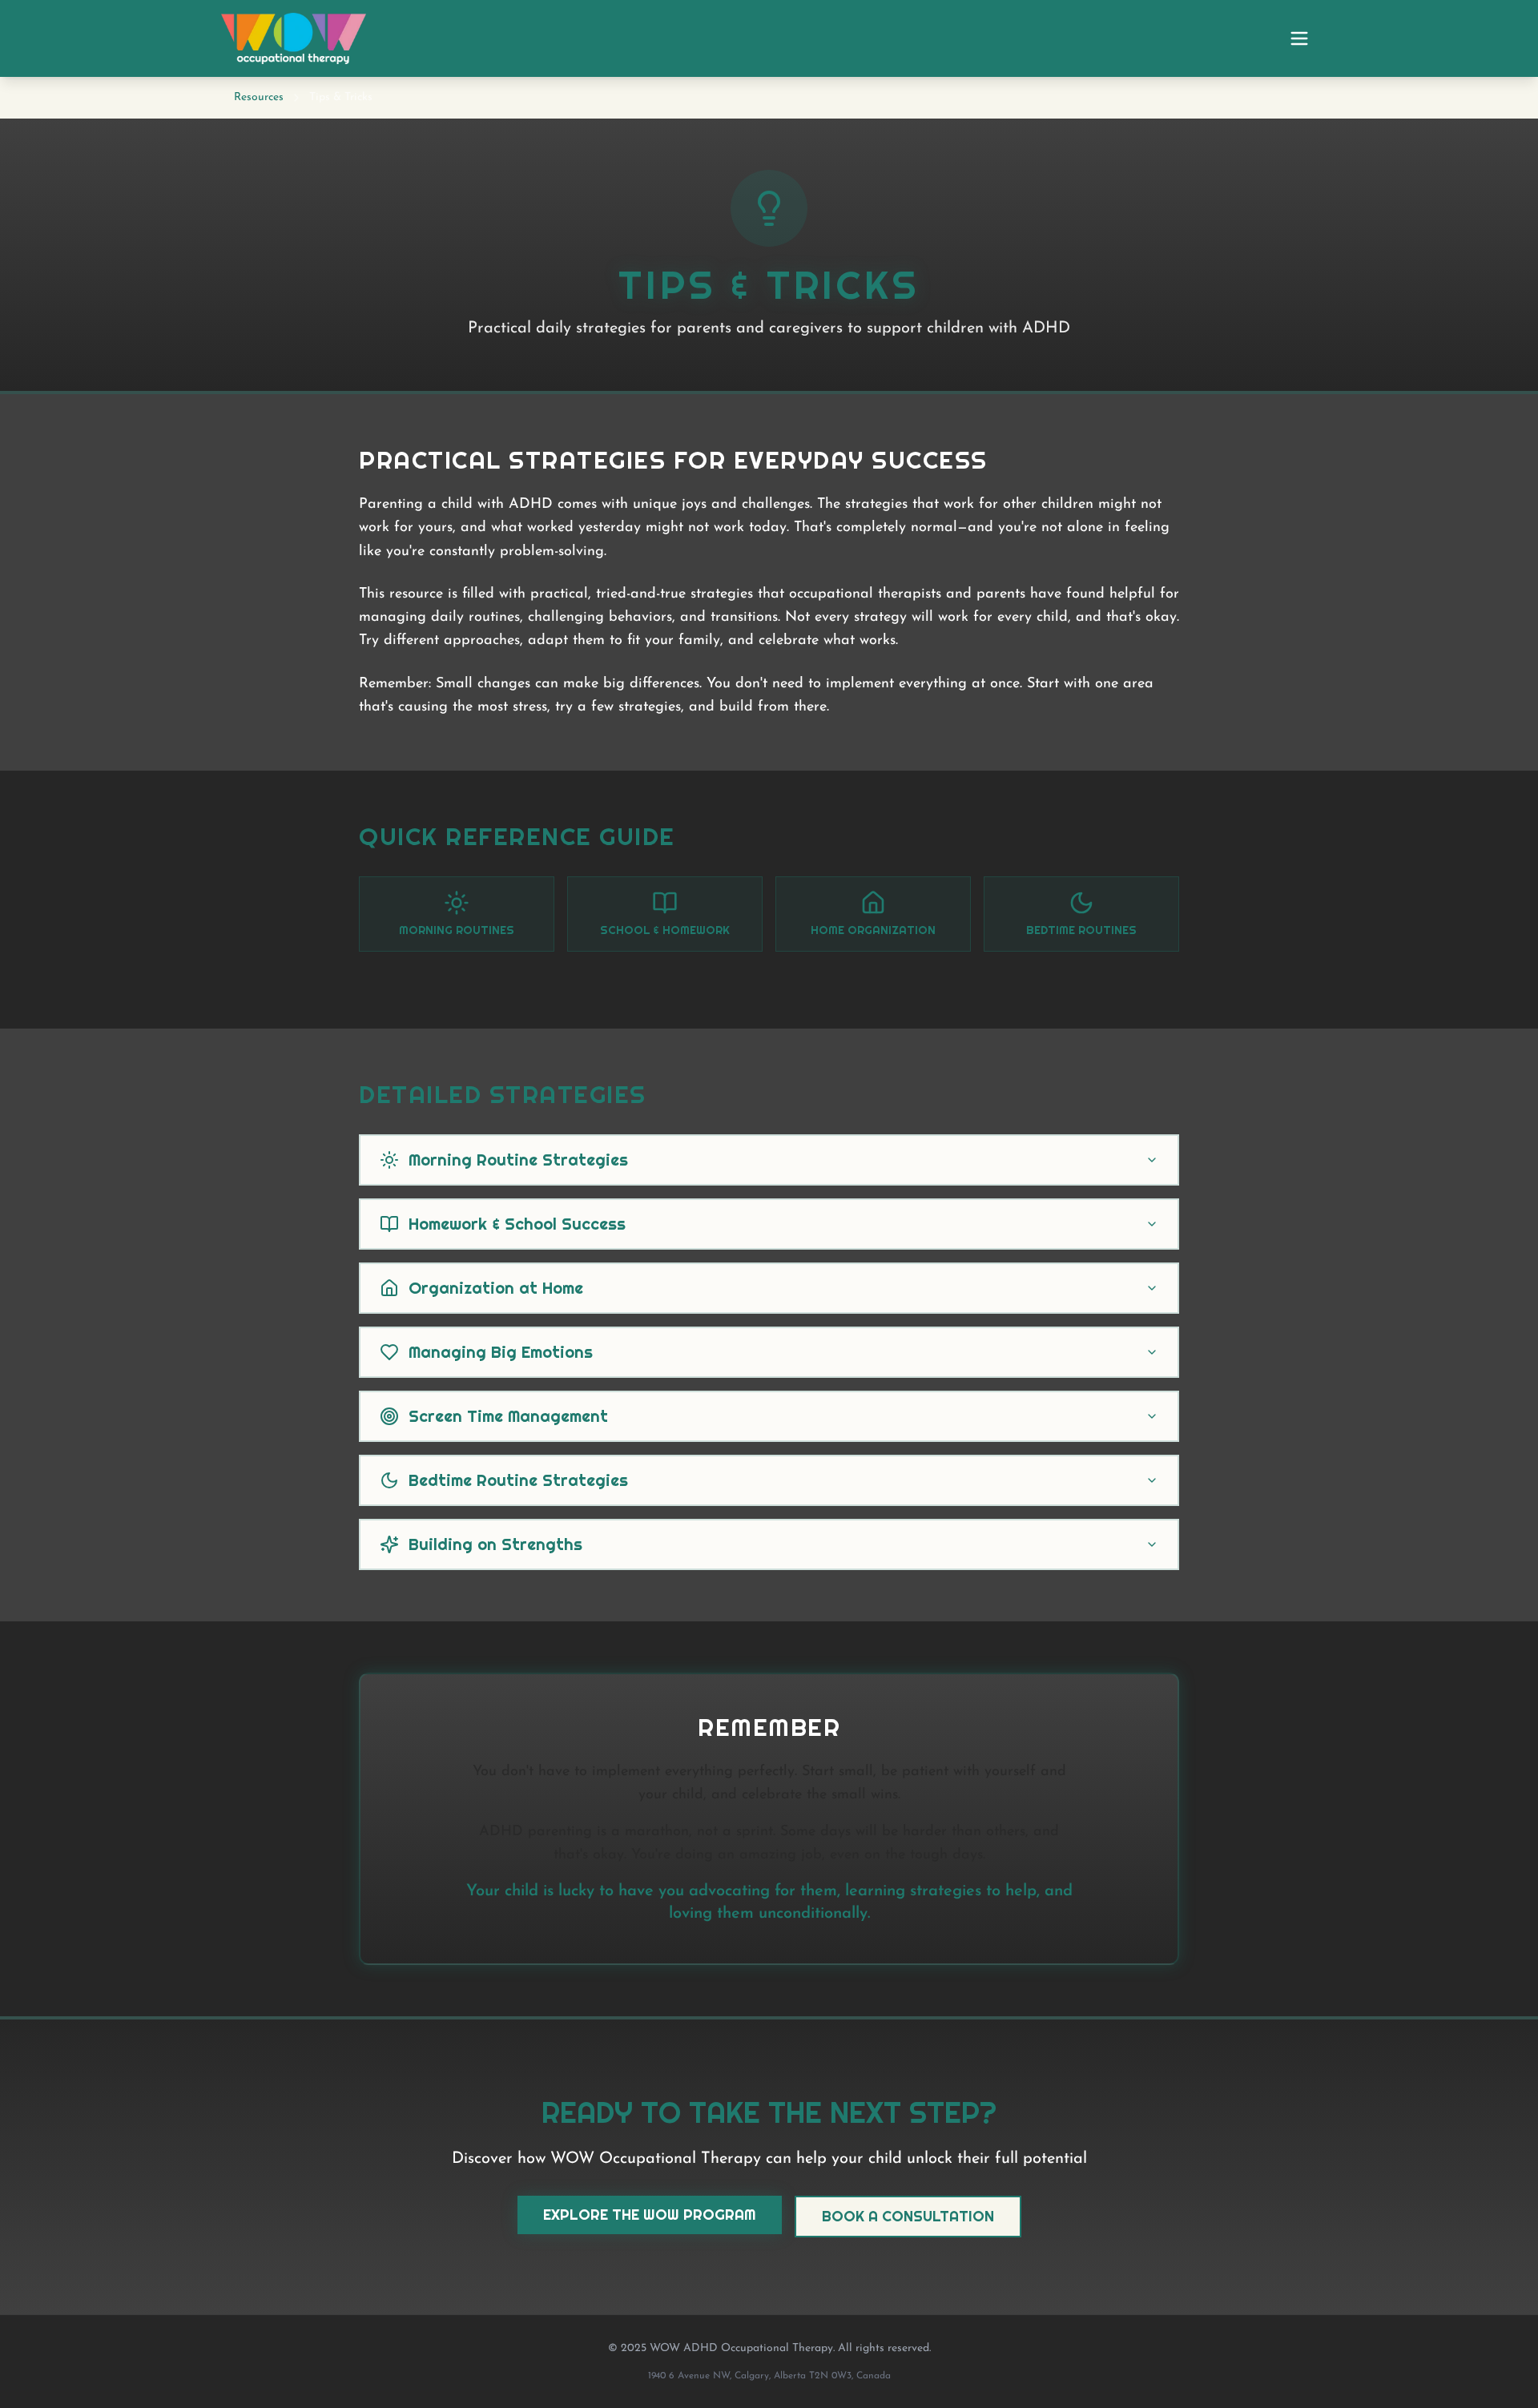 WOW
occupational therapy
Resources
Tips & Tricks
TIPS & TRICKS
Practical daily strategies for parents and caregivers to support children with ADHD
PRACTICAL STRATEGIES FOR EVERYDAY SUCCESS
Parenting a child with ADHD comes with unique joys and challenges. The strategies that work for other children might not
work for yours, and what worked yesterday might not work today. That's completely normal—and you're not alone in feeling
like you're constantly problem-solving.
This resource is filled with practical, tried-and-true strategies that occupational therapists and parents have found helpful for
managing daily routines, challenging behaviors, and transitions. Not every strategy will work for every child, and that's okay.
Try different approaches, adapt them to fit your family, and celebrate what works.
Remember: Small changes can make big differences. You don't need to implement everything at once. Start with one area
that's causing the most stress, try a few strategies, and build from there.
QUICK REFERENCE GUIDE
MORNING ROUTINES
SCHOOL & HOMEWORK
HOME ORGANIZATION
BEDTIME ROUTINES
DETAILED STRATEGIES
Morning Routine Strategies
Homework & School Success
Organization at Home
Managing Big Emotions
Screen Time Management
Bedtime Routine Strategies
Building on Strengths
REMEMBER
You don't have to implement everything perfectly. Start small, be patient with yourself and
your child, and celebrate the small wins.
ADHD parenting is a marathon, not a sprint. Some days will be harder than others, and
that's okay. You're doing an amazing job, even on the tough days.
Your child is lucky to have you advocating for them, learning strategies to help, and
loving them unconditionally.
READY TO TAKE THE NEXT STEP?
Discover how WOW Occupational Therapy can help your child unlock their full potential
EXPLORE THE WOW PROGRAM
BOOK A CONSULTATION
© 2025 WOW ADHD Occupational Therapy. All rights reserved.
1940 6 Avenue NW, Calgary, Alberta T2N 0W3, Canada